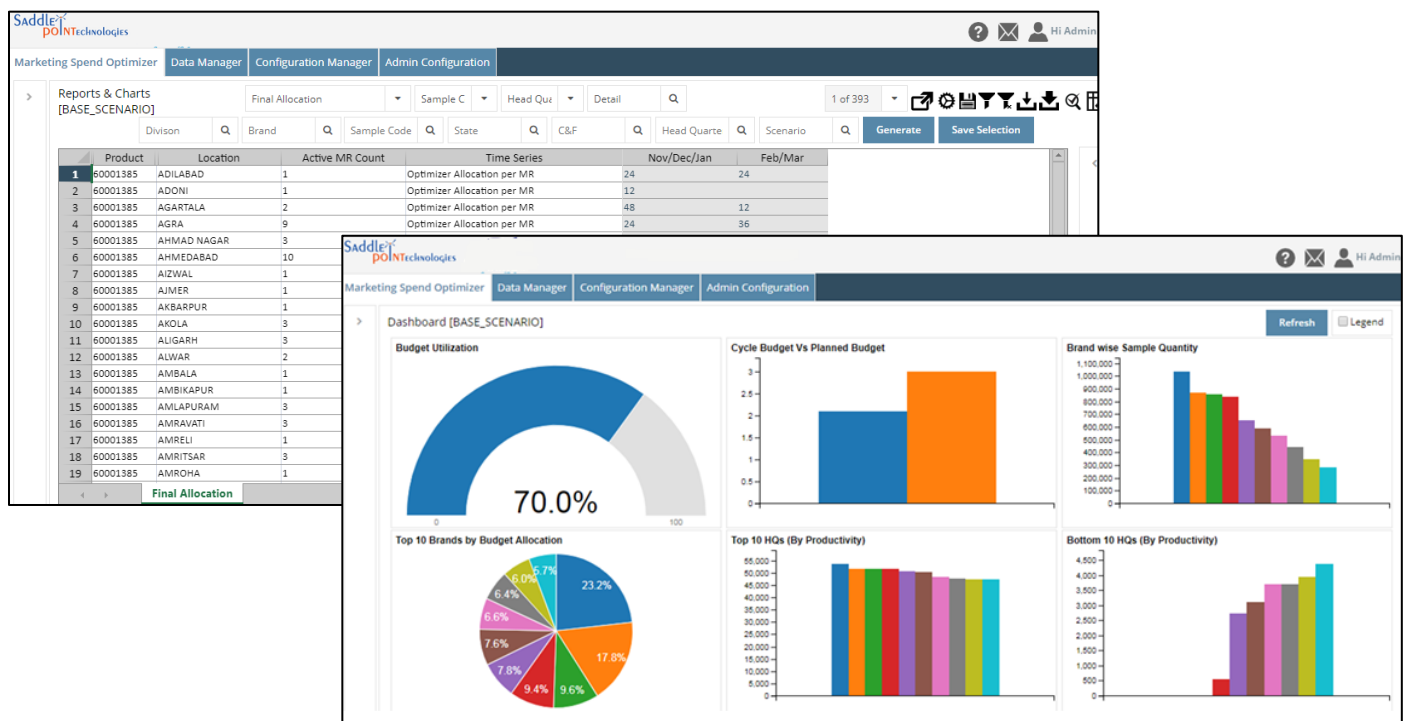 SaddlePoint Technologies
Hi Admin
Marketing Spend Optimizer Data Manager Configuration Manager Admin Configuration
Reports & Charts
[BASE_SCENARIO]
Final Allocation Sample C Head Qua Detail 1 of 393
Divison Brand Sample Code State C&F Head Quarte Scenario Generate Save Selection
Product Location Active MR Count Time Series Nov/Dec/Jan Feb/Mar
1 60001385 ADILABAD 1 Optimizer Allocation per MR 24 24
2 60001385 ADONI 1 Optimizer Allocation per MR 12
3 60001385 AGARTALA 2 Optimizer Allocation per MR 48 12
4 60001385 AGRA 9 Optimizer Allocation per MR 24 36
5 60001385 AHMAD NAGAR 3
6 60001385 AHMEDABAD 10
7 60001385 AIZWAL 1
8 60001385 AJMER 1
9 60001385 AKBARPUR 1
10 60001385 AKOLA 3
11 60001385 ALIGARH 3
12 60001385 ALWAR 2
13 60001385 AMBALA 1
14 60001385 AMBIKAPUR 1
15 60001385 AMLAPURAM 3
16 60001385 AMRAVATI 3
17 60001385 AMRELI 1
18 60001385 AMRITSAR 3
19 60001385 AMROHA 1
Final Allocation
SaddlePoint Technologies
Hi Admin
Marketing Spend Optimizer Data Manager Configuration Manager Admin Configuration
Dashboard [BASE_SCENARIO] Refresh Legend
Budget Utilization
70.0%
0 100
Cycle Budget Vs Planned Budget
3
2.5
2
1.5
1
0.5
0
Brand wise Sample Quantity
1,100,000
1,000,000
900,000
800,000
700,000
600,000
500,000
400,000
300,000
200,000
100,000
0
Top 10 Brands by Budget Allocation
23.2%
17.8%
9.6%
9.4%
7.8%
7.6%
6.6%
6.4%
6.0%
5.7%
Top 10 HQs (By Productivity)
55,000
50,000
45,000
40,000
35,000
30,000
25,000
20,000
15,000
10,000
5,000
0
Bottom 10 HQs (By Productivity)
4,500
4,000
3,500
3,000
2,500
2,000
1,500
1,000
500
0